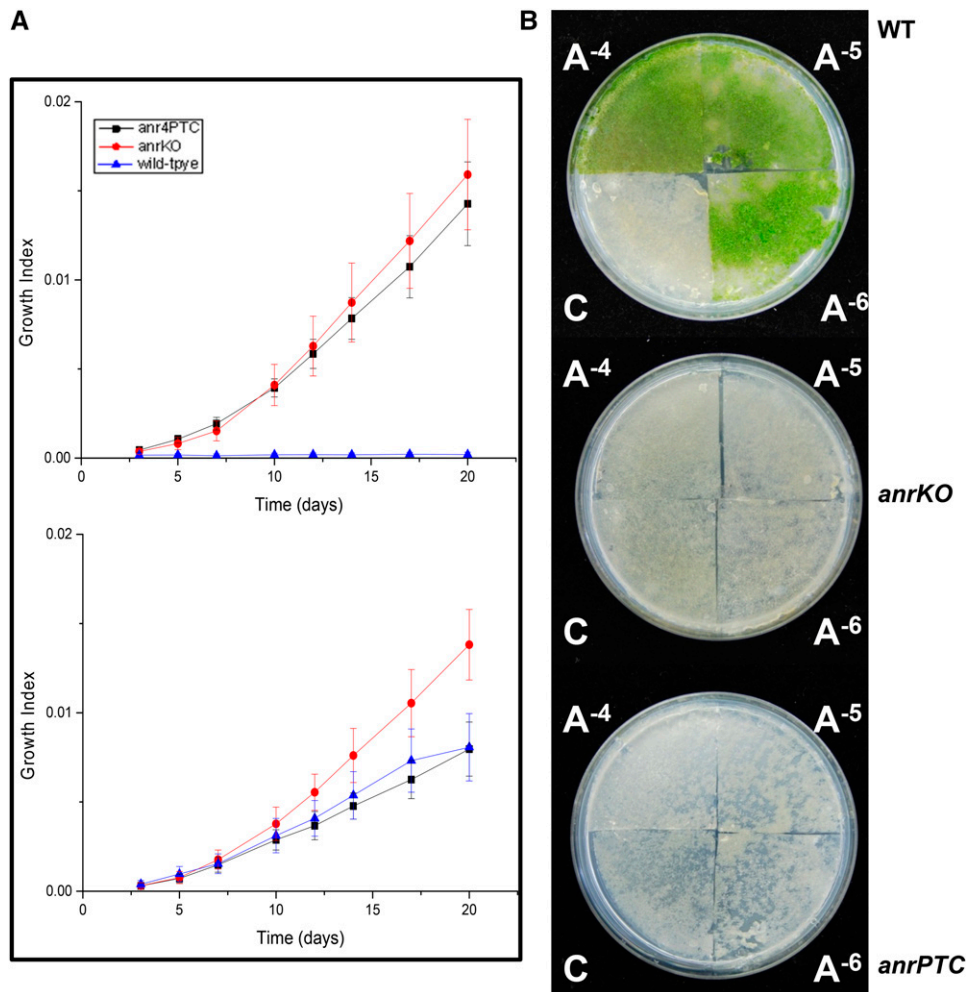 A
0.02
anr4PTC
anrKO
wild-tpye
0.01
Growth Index
0.00
0 5 10 15 20
Time (days)
0.02
0.01
Growth Index
0.00
0 5 10 15 20
Time (days)
B
WT
A-4
A-5
C
A-6
A-4
A-5
anrKO
C
A-6
A-4
A-5
C
A-6
anrPTC